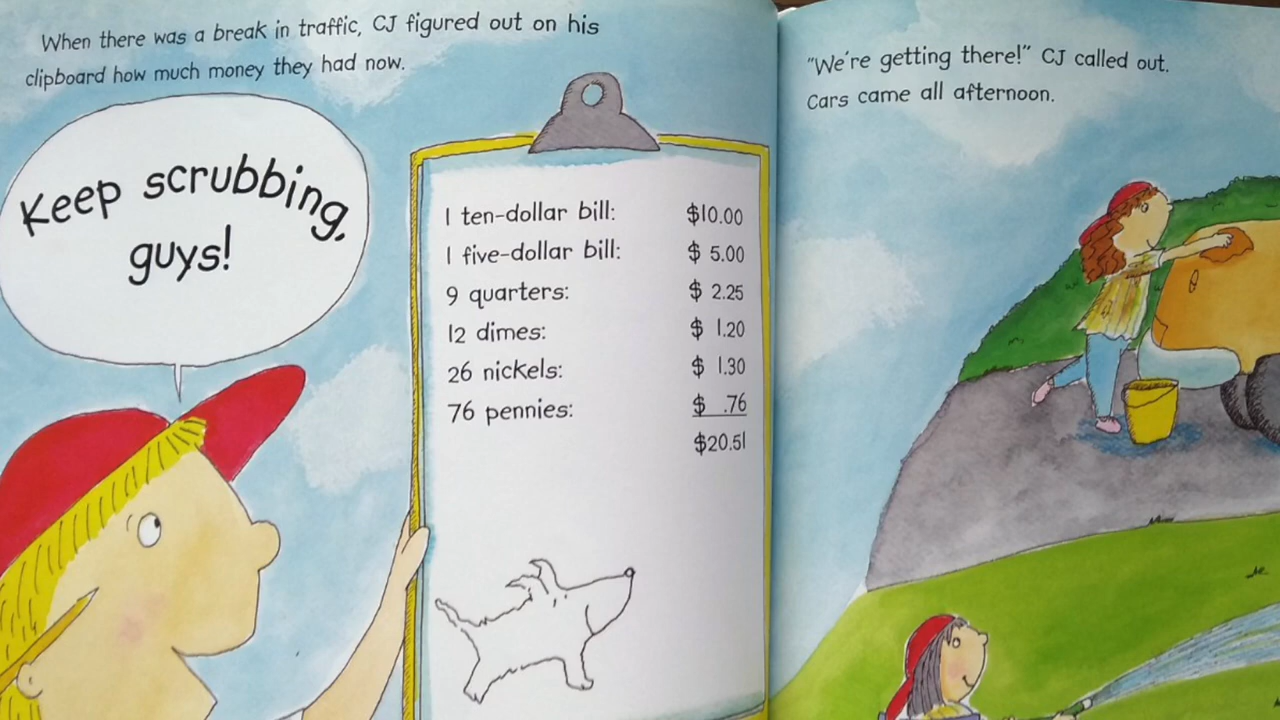 When there was a break in traffic, CJ figured out on his
clipboard how much money they had now.
Keep scrubbing,
guys!
1 ten-dollar bill: $10.00
1 five-dollar bill: $ 5.00
9 quarters: $ 2.25
12 dimes: $ 1.20
26 nickels: $ 1.30
76 pennies: $ .76
$20.51
"We're getting there!" CJ called out.
Cars came all afternoon.